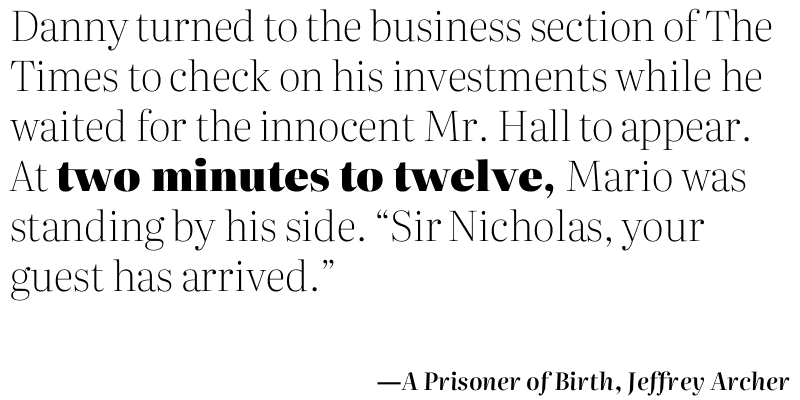 Danny turned to the business section of The
Times to check on his investments while he
waited for the innocent Mr. Hall to appear.
At two minutes to twelve, Mario was
standing by his side. “Sir Nicholas, your
guest has arrived.”
—A Prisoner of Birth, Jeffrey Archer